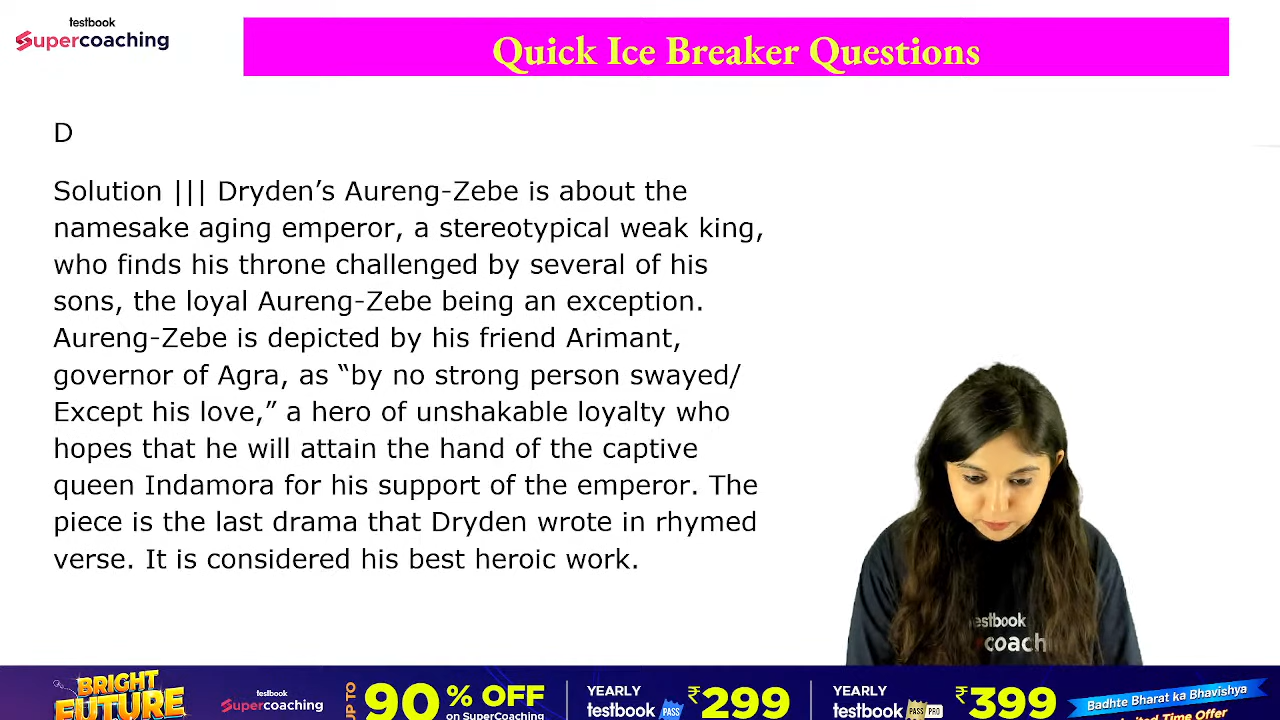 testbook
Supercoaching
Quick Ice Breaker Questions
D
Solution ||| Dryden’s Aureng-Zebe is about the
namesake aging emperor, a stereotypical weak king,
who finds his throne challenged by several of his
sons, the loyal Aureng-Zebe being an exception.
Aureng-Zebe is depicted by his friend Arimant,
governor of Agra, as “by no strong person swayed/
Except his love,” a hero of unshakable loyalty who
hopes that he will attain the hand of the captive
queen Indamora for his support of the emperor. The
piece is the last drama that Dryden wrote in rhymed
verse. It is considered his best heroic work.
BRIGHT
FUTURE
testbook
Supercoaching
UPTO
90% OFF
on SuperCoaching
YEARLY
testbook PASS
₹299
YEARLY
testbook PASS PRO
₹399
Badhte Bharat ka Bhavishya
Time Offer